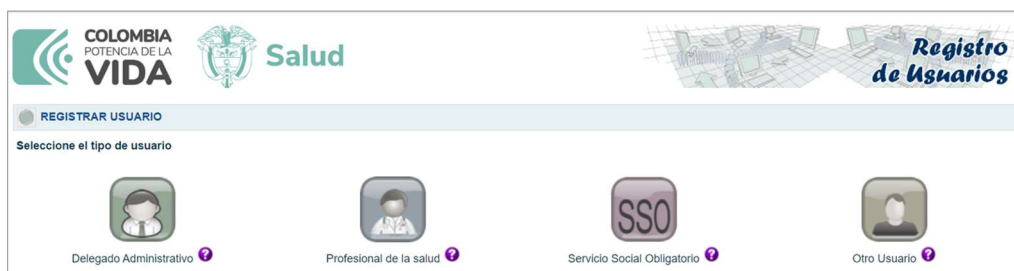 COLOMBIA
POTENCIA DE LA
VIDA
Salud
Registro
de Usuarios
REGISTRAR USUARIO
Seleccione el tipo de usuario
SSO
Delegado Administrativo ?
Profesional de la salud ?
Servicio Social Obligatorio ?
Otro Usuario ?